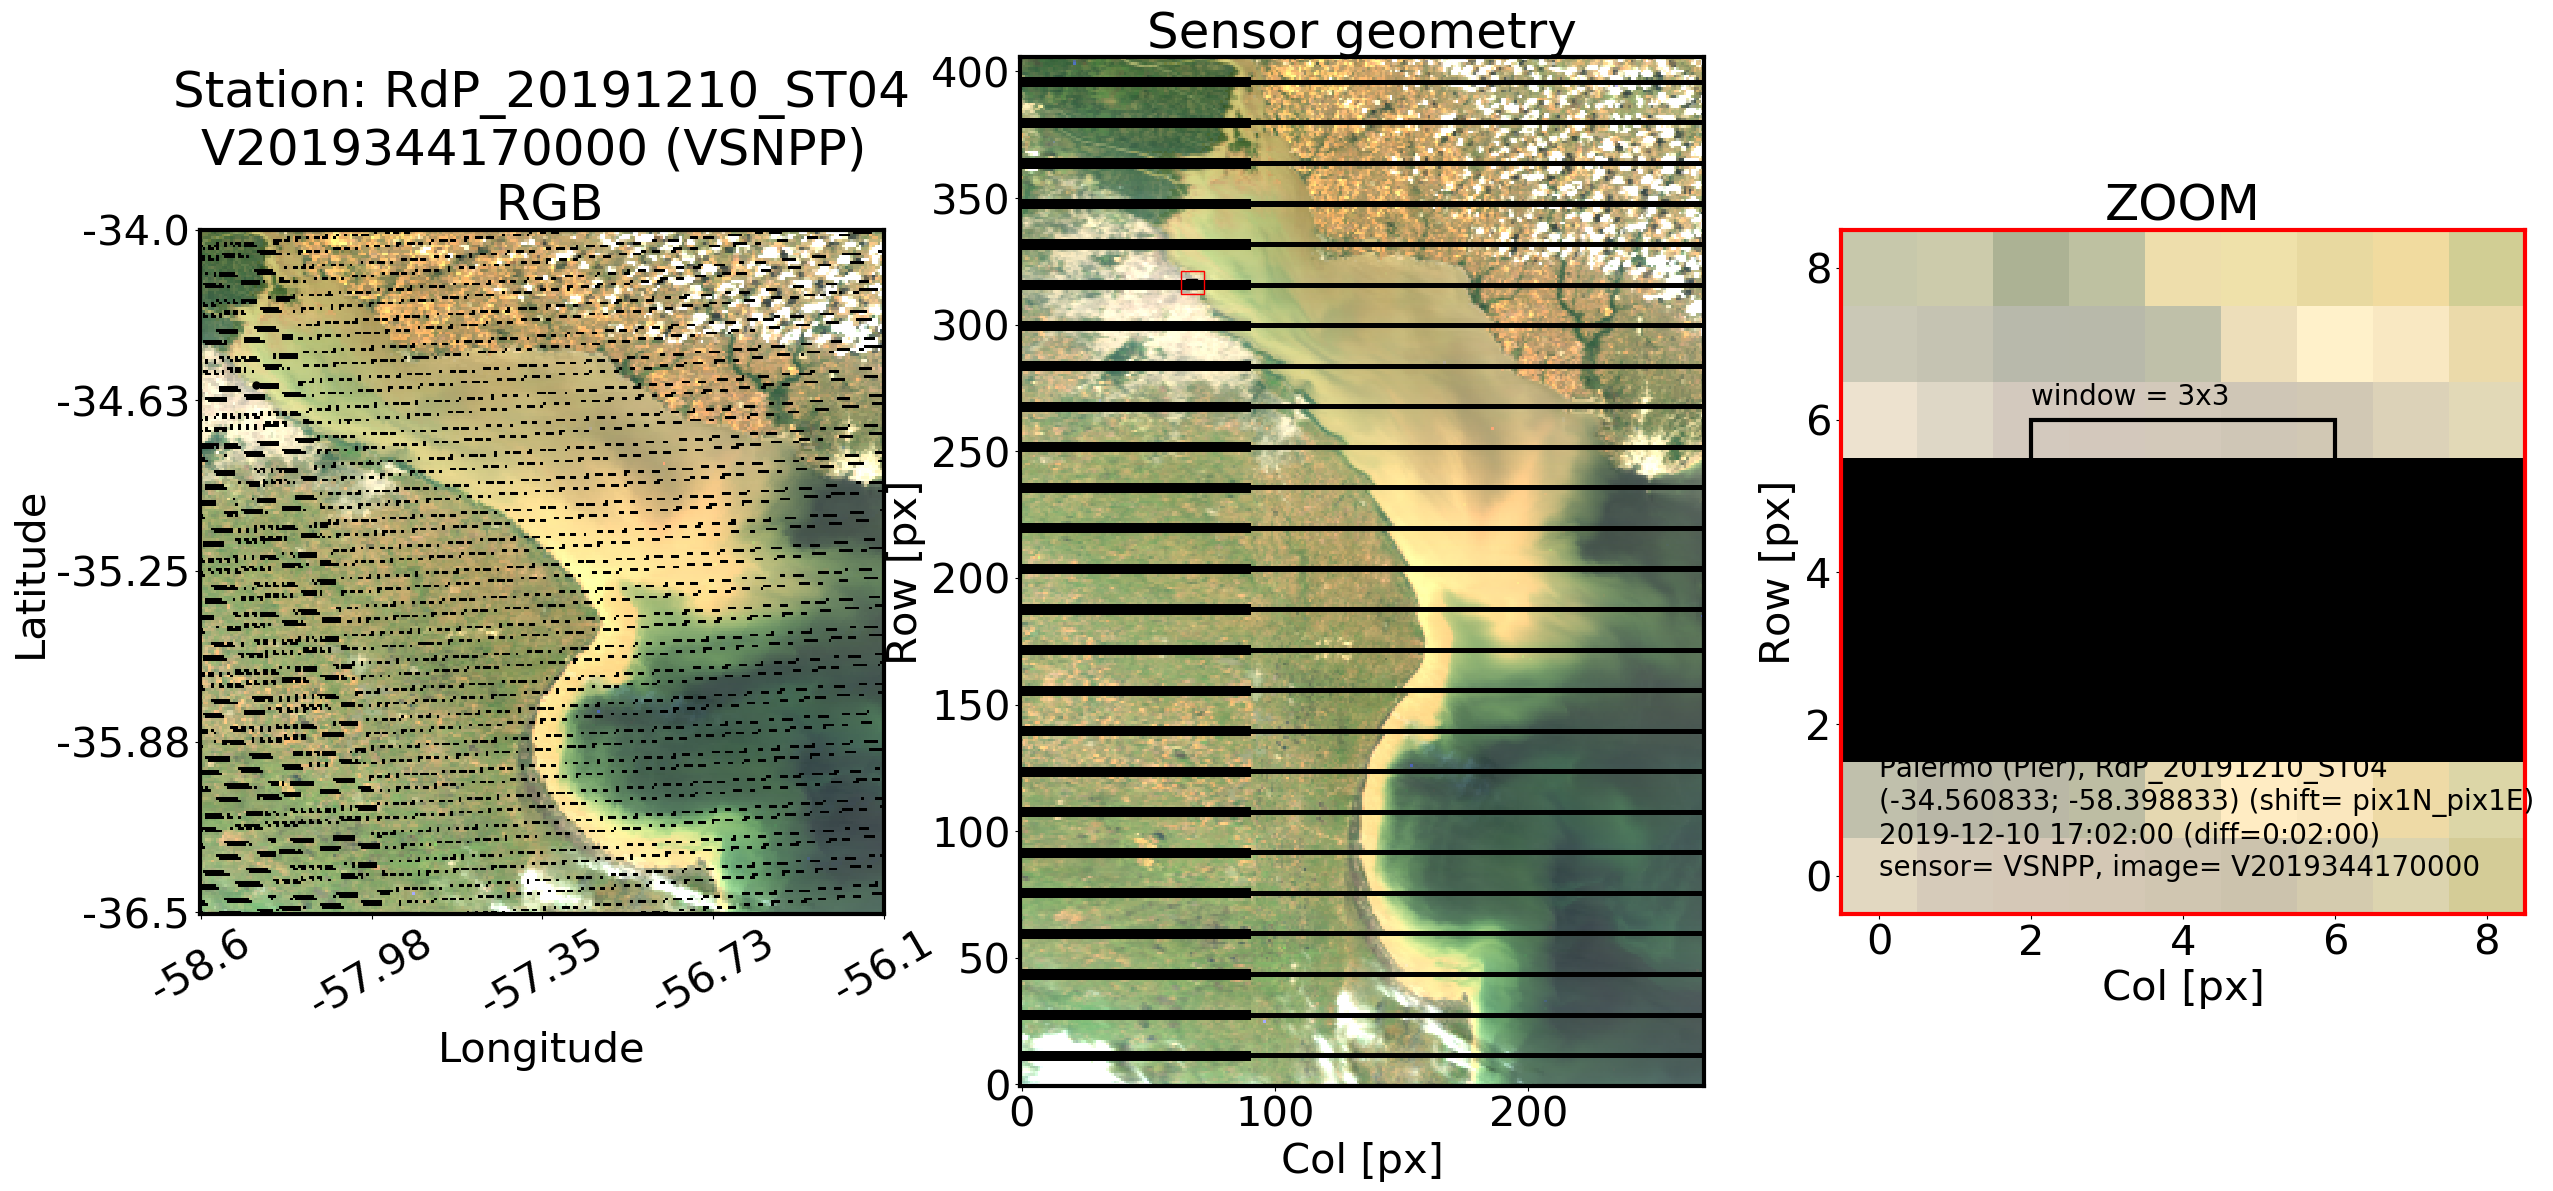 Station: RdP_20191210_ST04
V2019344170000 (VSNPP)
RGB
-34.0
-34.63
-35.25
-35.88
-36.5
Latitude
-58.6
-57.98
-57.35
-56.73
-56.1
Longitude
Sensor geometry
400
350
300
250
200
150
100
50
0
Row [px]
0
100
200
Col [px]
ZOOM
8
6
4
2
0
Row [px]
window = 3x3
Palermo (Pier), RdP_20191210_ST04
(-34.560833; -58.398833) (shift= pix1N_pix1E)
2019-12-10 17:02:00 (diff=0:02:00)
sensor= VSNPP, image= V2019344170000
0
2
4
6
8
Col [px]